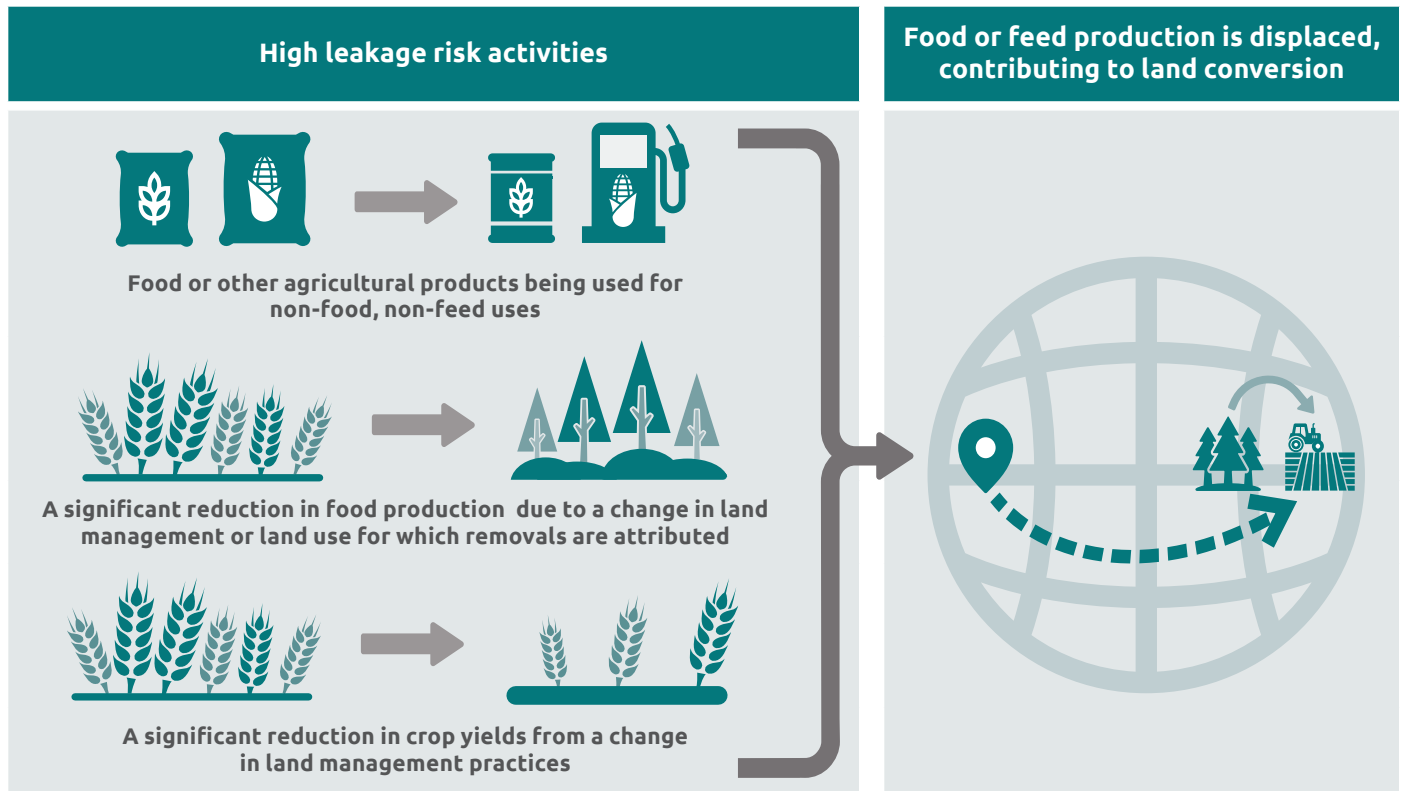 High leakage risk activities
Food or feed production is displaced,
contributing to land conversion
Food or other agricultural products being used for
non-food, non-feed uses
A significant reduction in food production due to a change in land
management or land use for which removals are attributed
A significant reduction in crop yields from a change
in land management practices